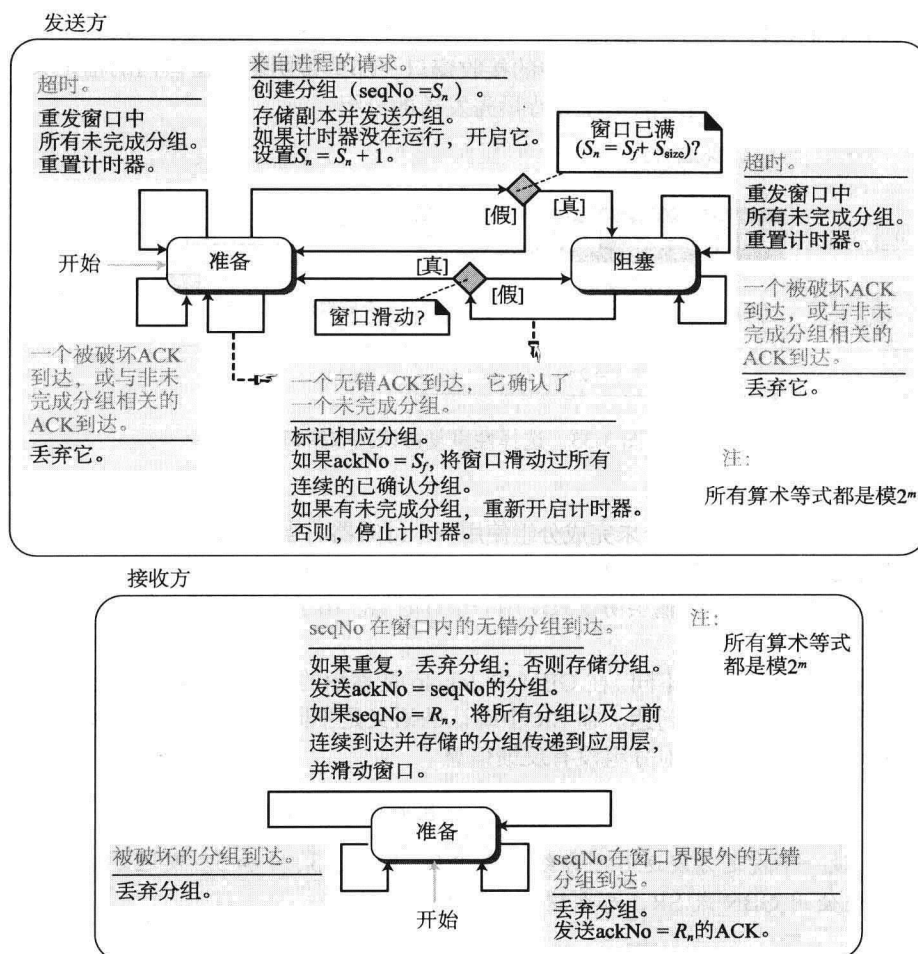 发送方
来自进程的请求。
创建分组（seqNo =Sn）。
存储副本并发送分组。
如果计时器没在运行，开启它。
设置Sn = Sn + 1。
超时。
重发窗口中
所有未完成分组。
重置计时器。
窗口已满
(Sn = Sf+ Ssize)?
超时。
重发窗口中
所有未完成分组。
重置计时器。
[假]
[真]
开始
准备
[真]
[假]
阻塞
窗口滑动？
一个被破坏ACK
到达，或与非未
完成分组相关的
ACK到达。
丢弃它。
一个无错ACK到达，它确认了
一个未完成分组。
标记相应分组。
如果ackNo = Sf, 将窗口滑动过所有
连续的已确认分组。
如果有未完成分组，重新开启计时器。
否则，停止计时器。
一个被破坏ACK
到达，或与非未
完成分组相关的
ACK到达。
丢弃它。
注:
所有算术等式都是模2^m
接收方
seqNo 在窗口内的无错分组到达。
如果重复，丢弃分组；否则存储分组。
发送ackNo = seqNo的分组。
如果seqNo = Rn，将所有分组以及之前
连续到达并存储的分组传递到应用层，
并滑动窗口。
注:
所有算术等式
都是模2^m
准备
被破坏的分组到达。
丢弃分组。
开始
seqNo在窗口界限外的无错
分组到达。
丢弃分组。
发送ackNo = Rn的ACK。